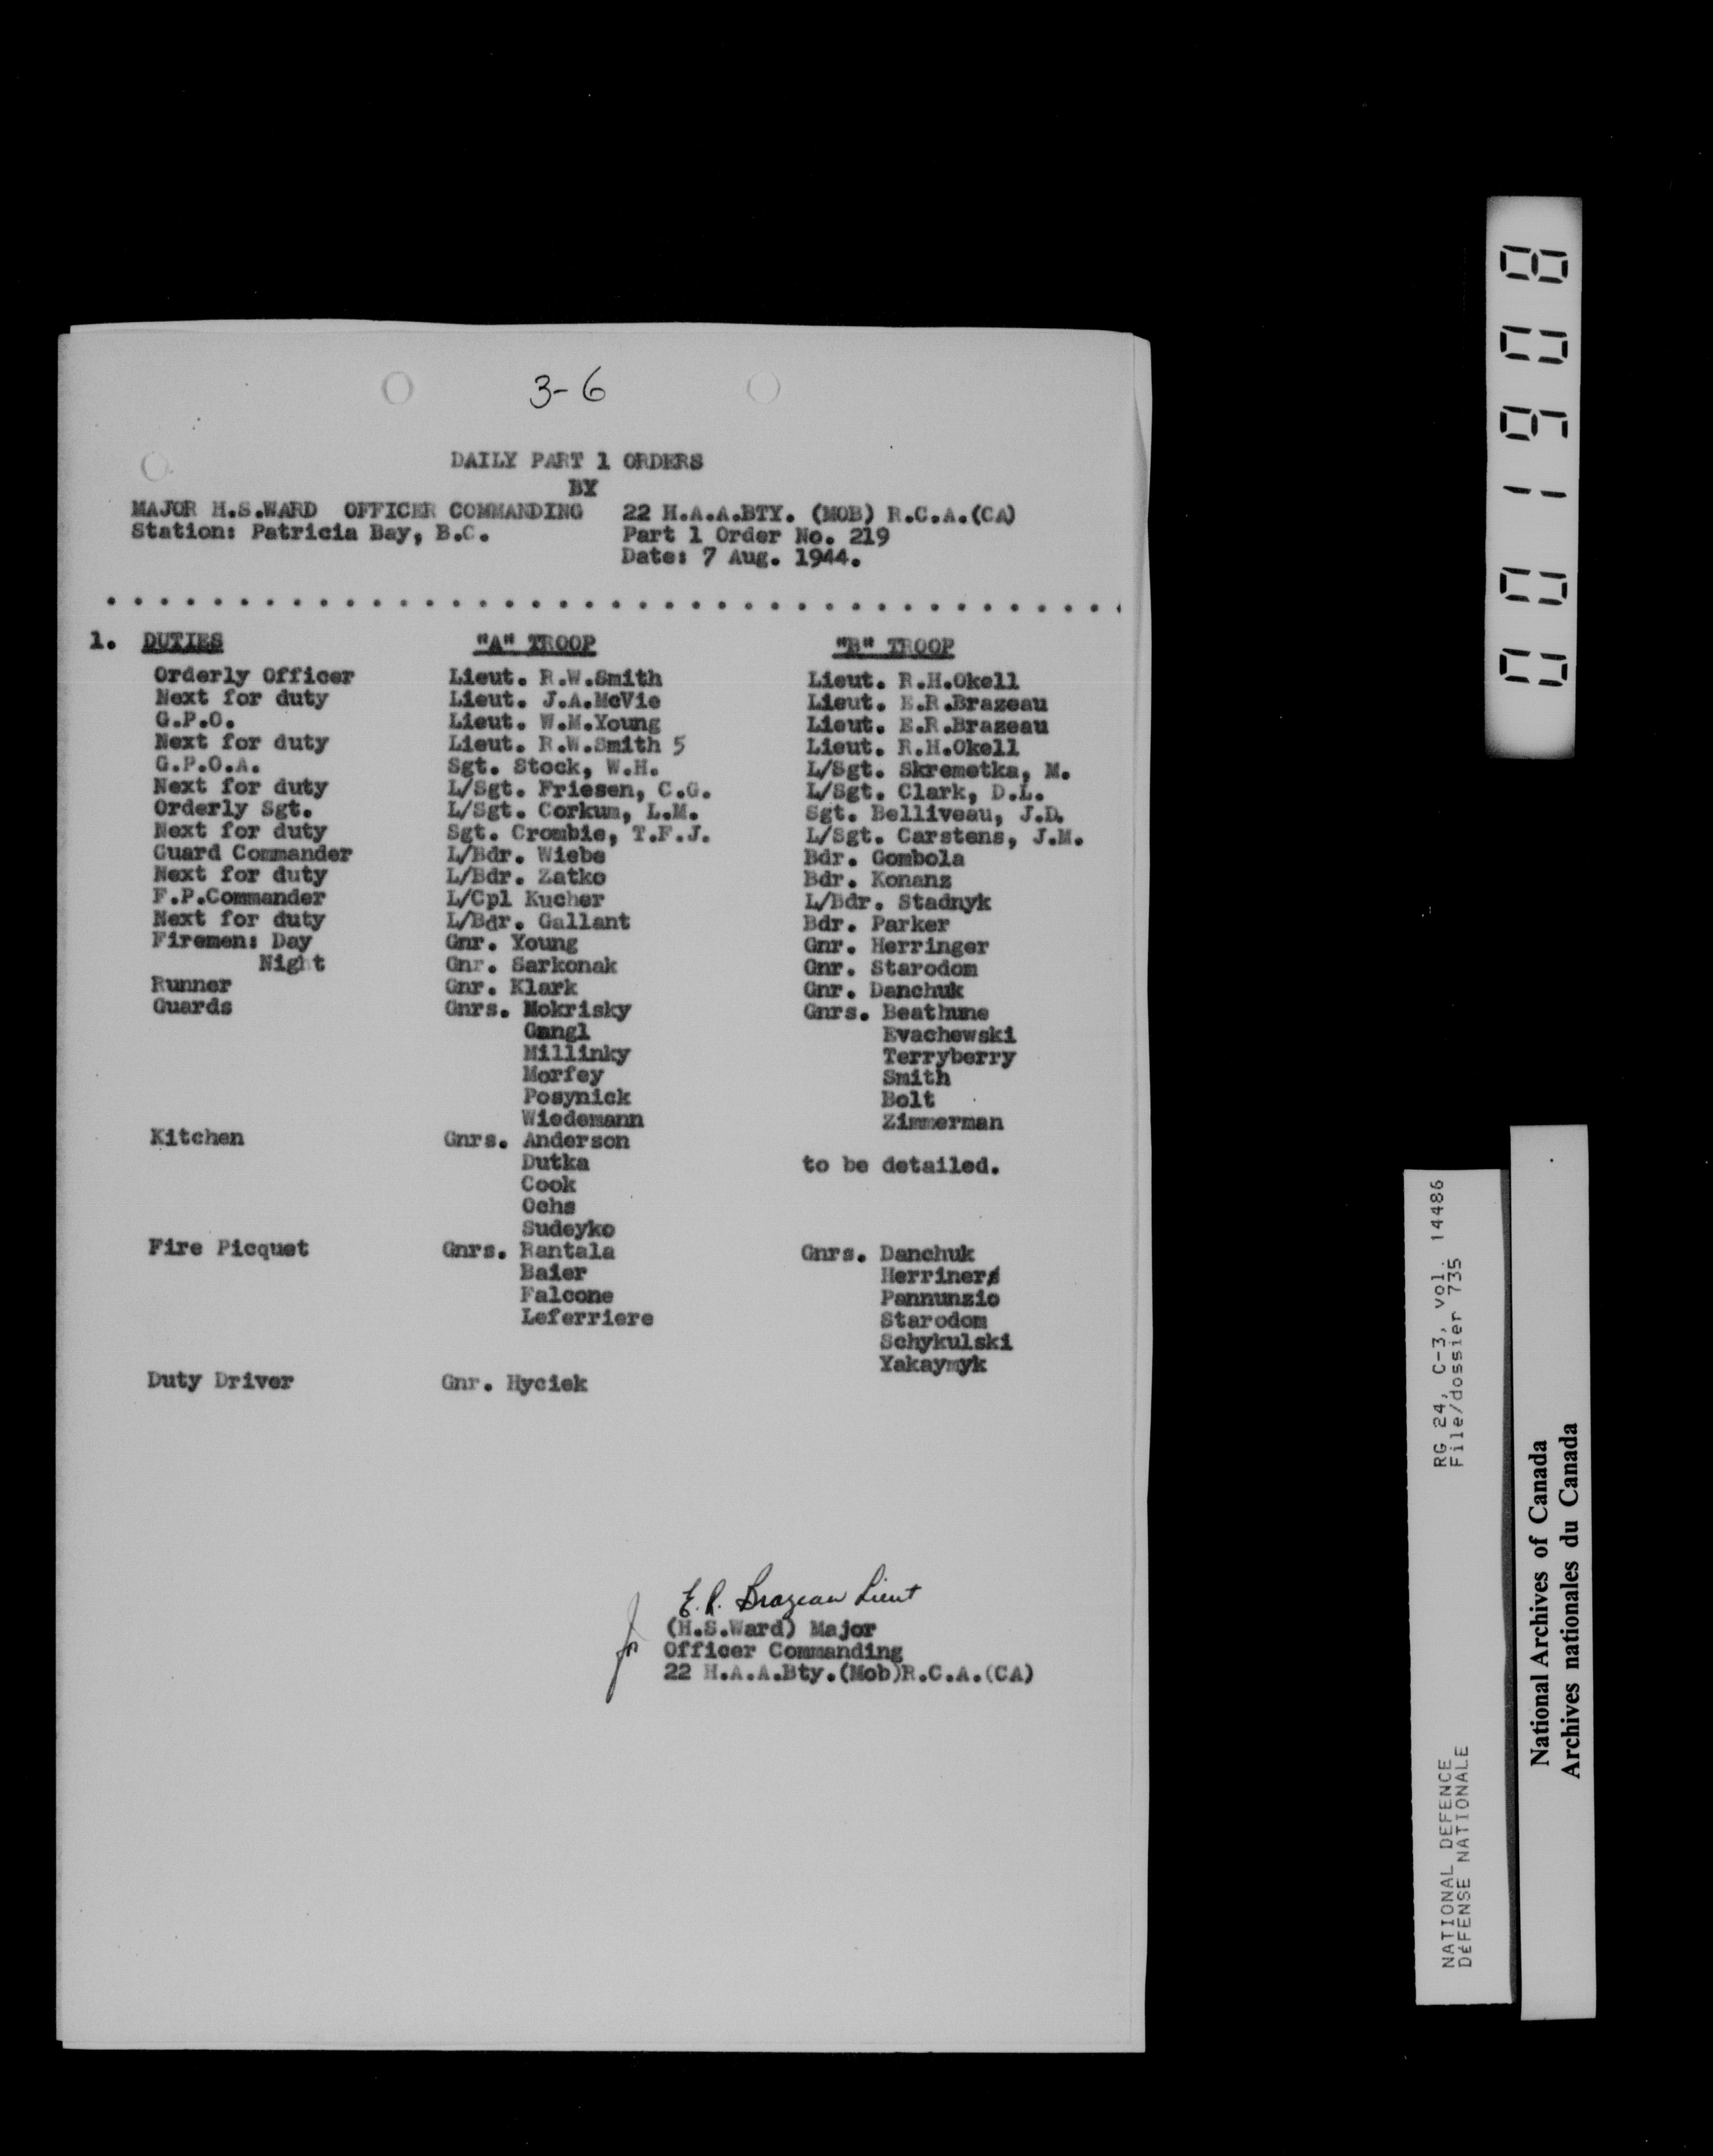 3-6
DAILY PART 1 ORDERS
BY
MAJOR H.S.WARD OFFICER COMMANDING 22 H.A.A.BTY. (MOB) R.C.A.(CA)
Station: Patricia Bay, B.C. Part 1 Order No. 219
Date: 7 Aug. 1944.
. . . . . . . . . . . . . . . . . . . . . . . . . . . . . . . . . . . . . . .
1. DUTIES "A" TROOP "B" TROOP
Orderly Officer Lieut. R.W.Smith Lieut. R.H.Okell
Next for duty Lieut. J.A.McVie Lieut. E.R.Brazeau
G.P.O. Lieut. W.M.Young Lieut. E.R.Brazeau
Next for duty Lieut. R.W.Smith 5 Lieut. R.H.Okell
G.P.O.A. Sgt. Stock, W.H. L/Sgt. Skremetka, M.
Next for duty L/Sgt. Friesen, C.G. L/Sgt. Clark, D.L.
Orderly Sgt. L/Sgt. Corkum, L.M. Sgt. Belliveau, J.D.
Next for duty Sgt. Crombie, T.F.J. L/Sgt. Carstens, J.M.
Guard Commander L/Bdr. Wiebe Bdr. Gombola
Next for duty L/Bdr. Zatko Bdr. Konanz
F.P.Commander L/Cpl Kucher L/Bdr. Stadnyk
Next for duty L/Bdr. Gallant Bdr. Parker
Firemen: Day Gnr. Young Gnr. Herringer
Night Gnr. Sarkonak Gnr. Starodom
Runner Gnr. Klark Gnr. Danchuk
Guards Gnrs. Mokrisky Gnrs. Beathune
Gangl Evachewski
Millinky Terryberry
Morfey Smith
Posynick Bolt
Wiedemann Zimmerman
Kitchen Gnrs. Anderson
Dutka to be detailed.
Cook
Ochs
Sudeyko
Fire Picquet Gnrs. Rantala Gnrs. Danchuk
Baier Herriner
Falcone Pannunzio
Leferriere Starodom
Schykulski
Yakaymyk
Duty Driver Gnr. Hyciek
E.R. Brazeau Lieut
for (H.S.Ward) Major
Officer Commanding
22 H.A.A.Bty.(Mob)R.C.A.(CA)
001908
RG 24, C-3, vol. 14486
File/dossier 735
NATIONAL DEFENCE
DÉFENSE NATIONALE
National Archives of Canada
Archives nationales du Canada